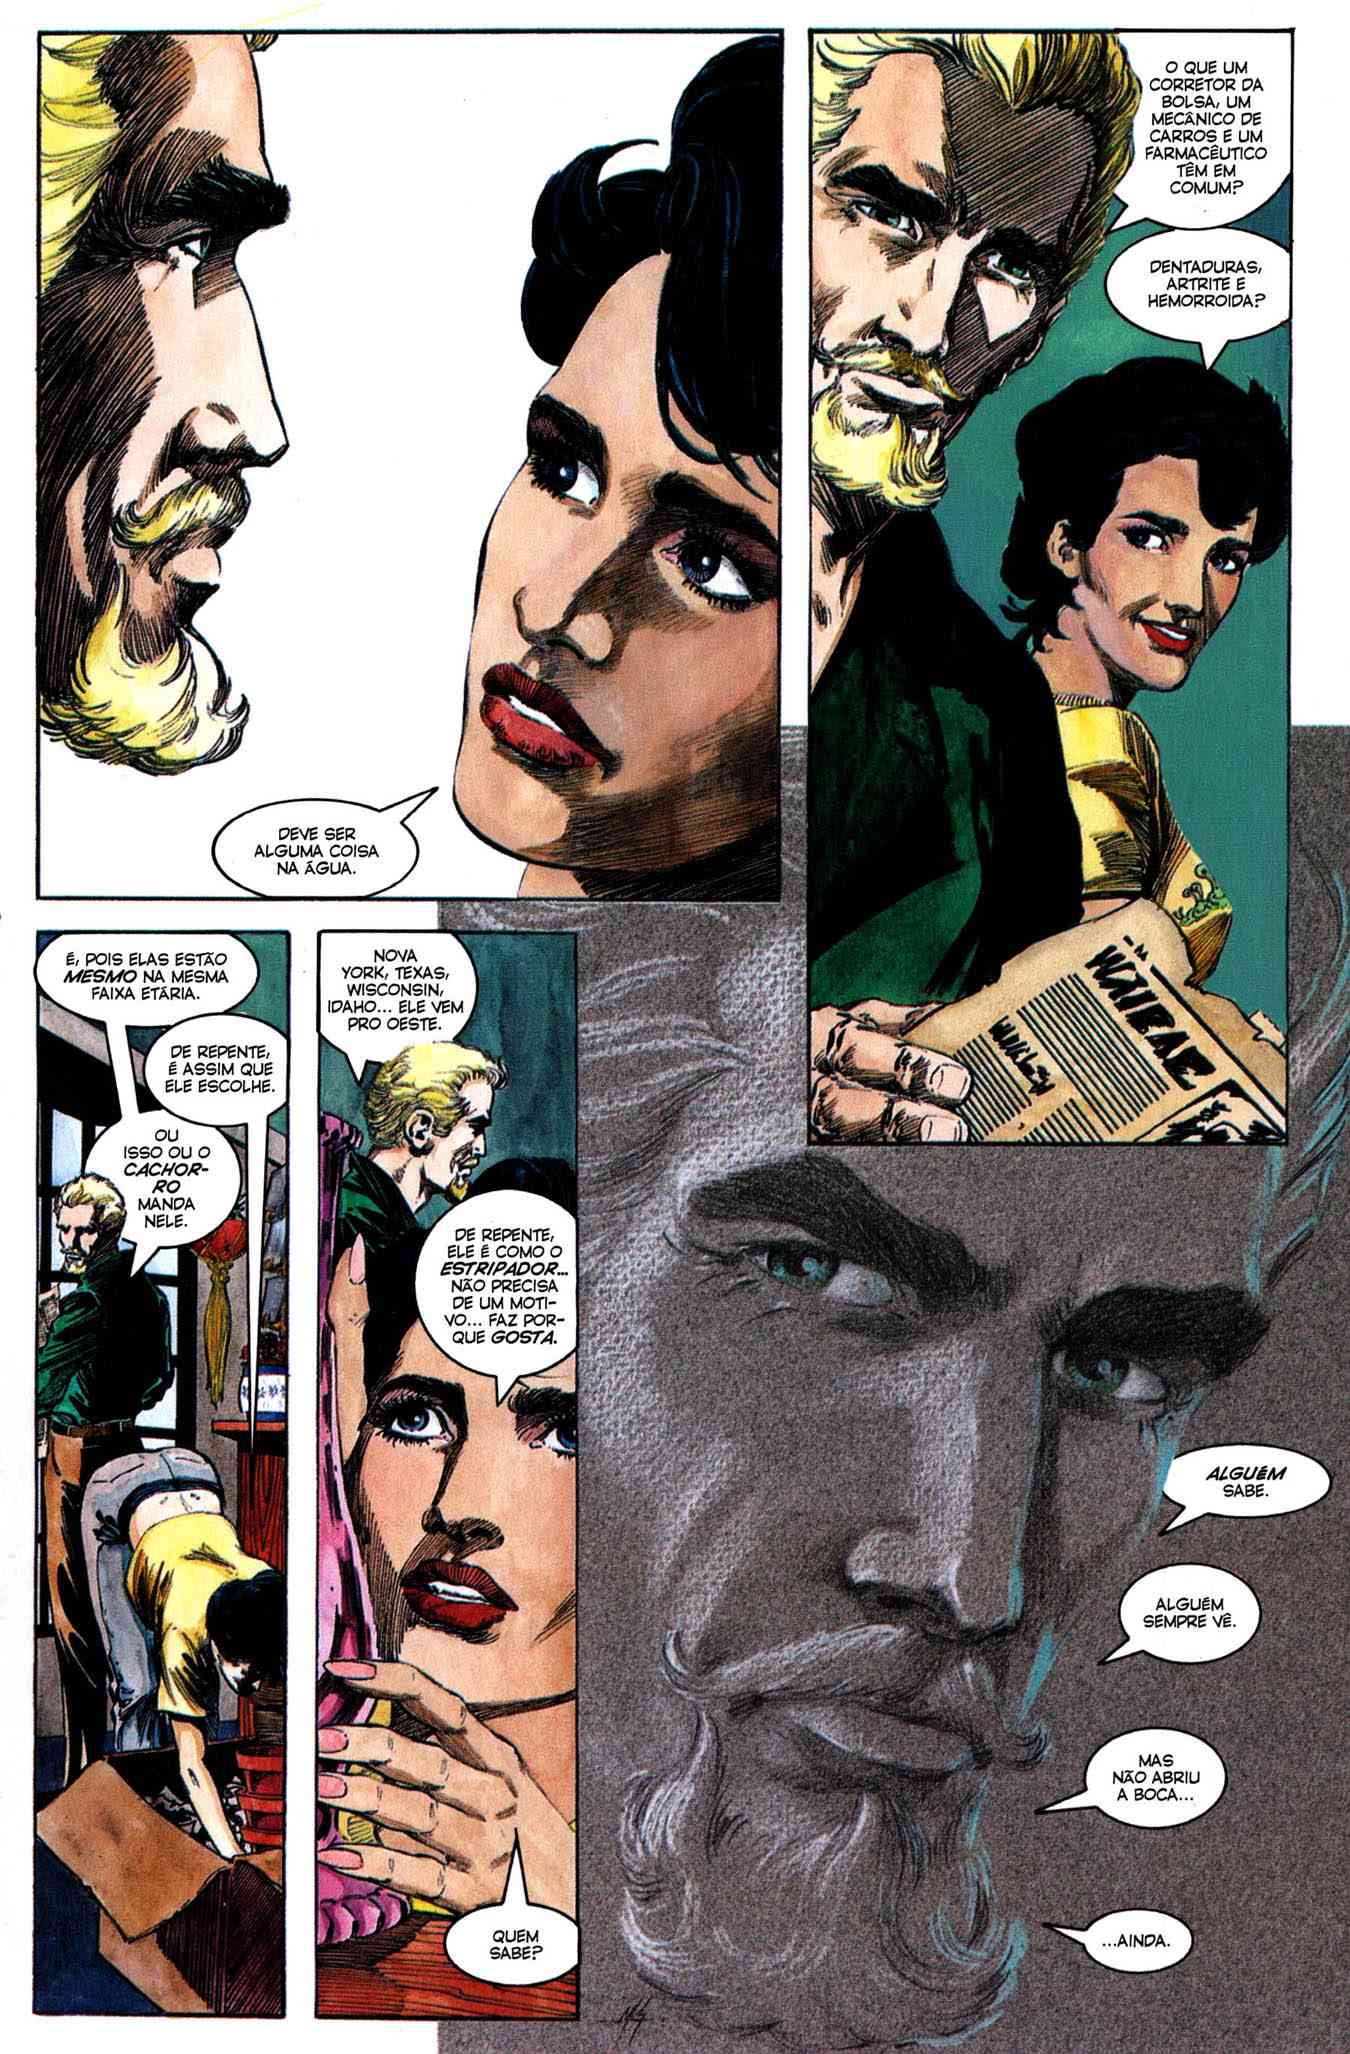 DEVE SER
ALGUMA COISA
NA ÁGUA.
O QUE UM
CORRETOR DA
BOLSA, UM
MECÂNICO DE
CARROS E UM
FARMACÊUTICO
TÊM EM
COMUM?
DENTADURAS,
ARTRITE E
HEMORROIDA?
É, POIS ELAS ESTÃO
MESMO NA MESMA
FAIXA ETÁRIA.
DE REPENTE,
É ASSIM QUE
ELE ESCOLHE.
OU
ISSO OU O
CACHOR-
RO
MANDA
NELE.
NOVA
YORK, TEXAS,
WISCONSIN,
IDAHO... ELE VEM
PRO OESTE.
DE REPENTE,
ELE É COMO O
ESTRIPADOR...
NÃO PRECISA
DE UM MOTI-
VO... FAZ POR-
QUE GOSTA.
QUEM
SABE?
ALGUÉM
SABE.
ALGUÉM
SEMPRE VÊ.
MAS
NÃO ABRIU
A BOCA...
...AINDA.